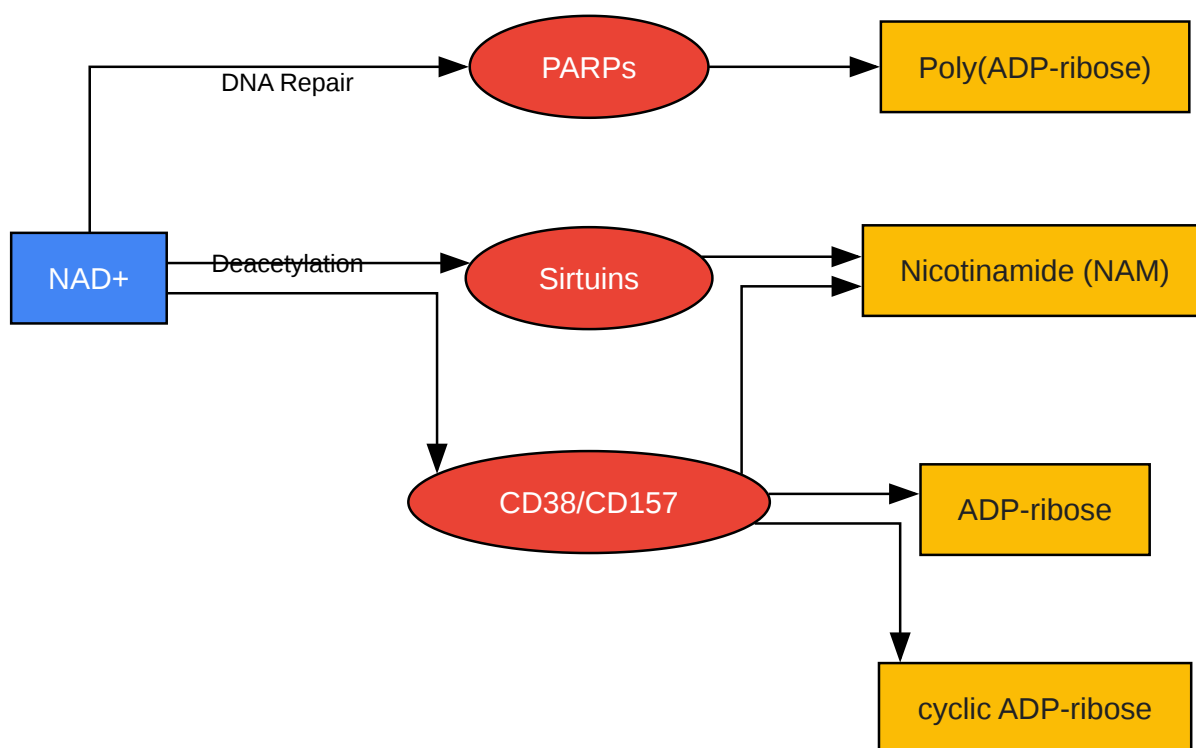 PARPs
Poly(ADP-ribose)
DNA Repair
NAD+
Deacetylation
Sirtuins
Nicotinamide (NAM)
CD38/CD157
ADP-ribose
cyclic ADP-ribose